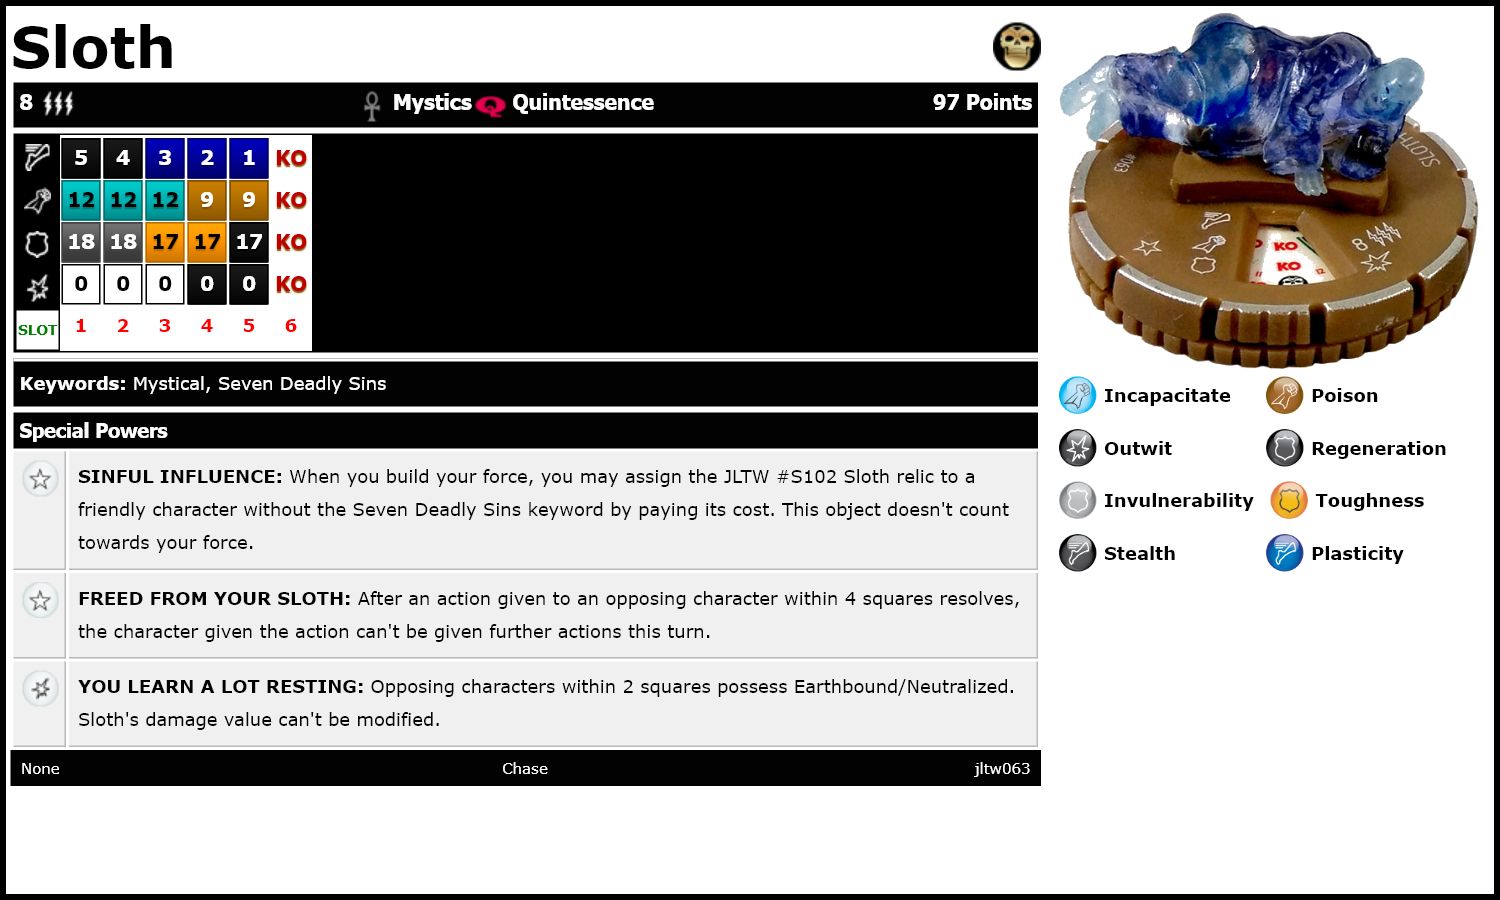 Sloth
8 Mystics Quintessence 97 Points
5 4 3 2 1 KO
12 12 12 9 9 KO
18 18 17 17 17 KO
0 0 0 0 0 KO
SLOT 1 2 3 4 5 6
Keywords: Mystical, Seven Deadly Sins
Special Powers
SINFUL INFLUENCE: When you build your force, you may assign the JLTW #S102 Sloth relic to a
friendly character without the Seven Deadly Sins keyword by paying its cost. This object doesn't count
towards your force.
FREED FROM YOUR SLOTH: After an action given to an opposing character within 4 squares resolves,
the character given the action can't be given further actions this turn.
YOU LEARN A LOT RESTING: Opposing characters within 2 squares possess Earthbound/Neutralized.
Sloth's damage value can't be modified.
None Chase jltw063
SLOTH
#063
8
KO
KO
11 12
Incapacitate Poison
Outwit Regeneration
Invulnerability Toughness
Stealth Plasticity